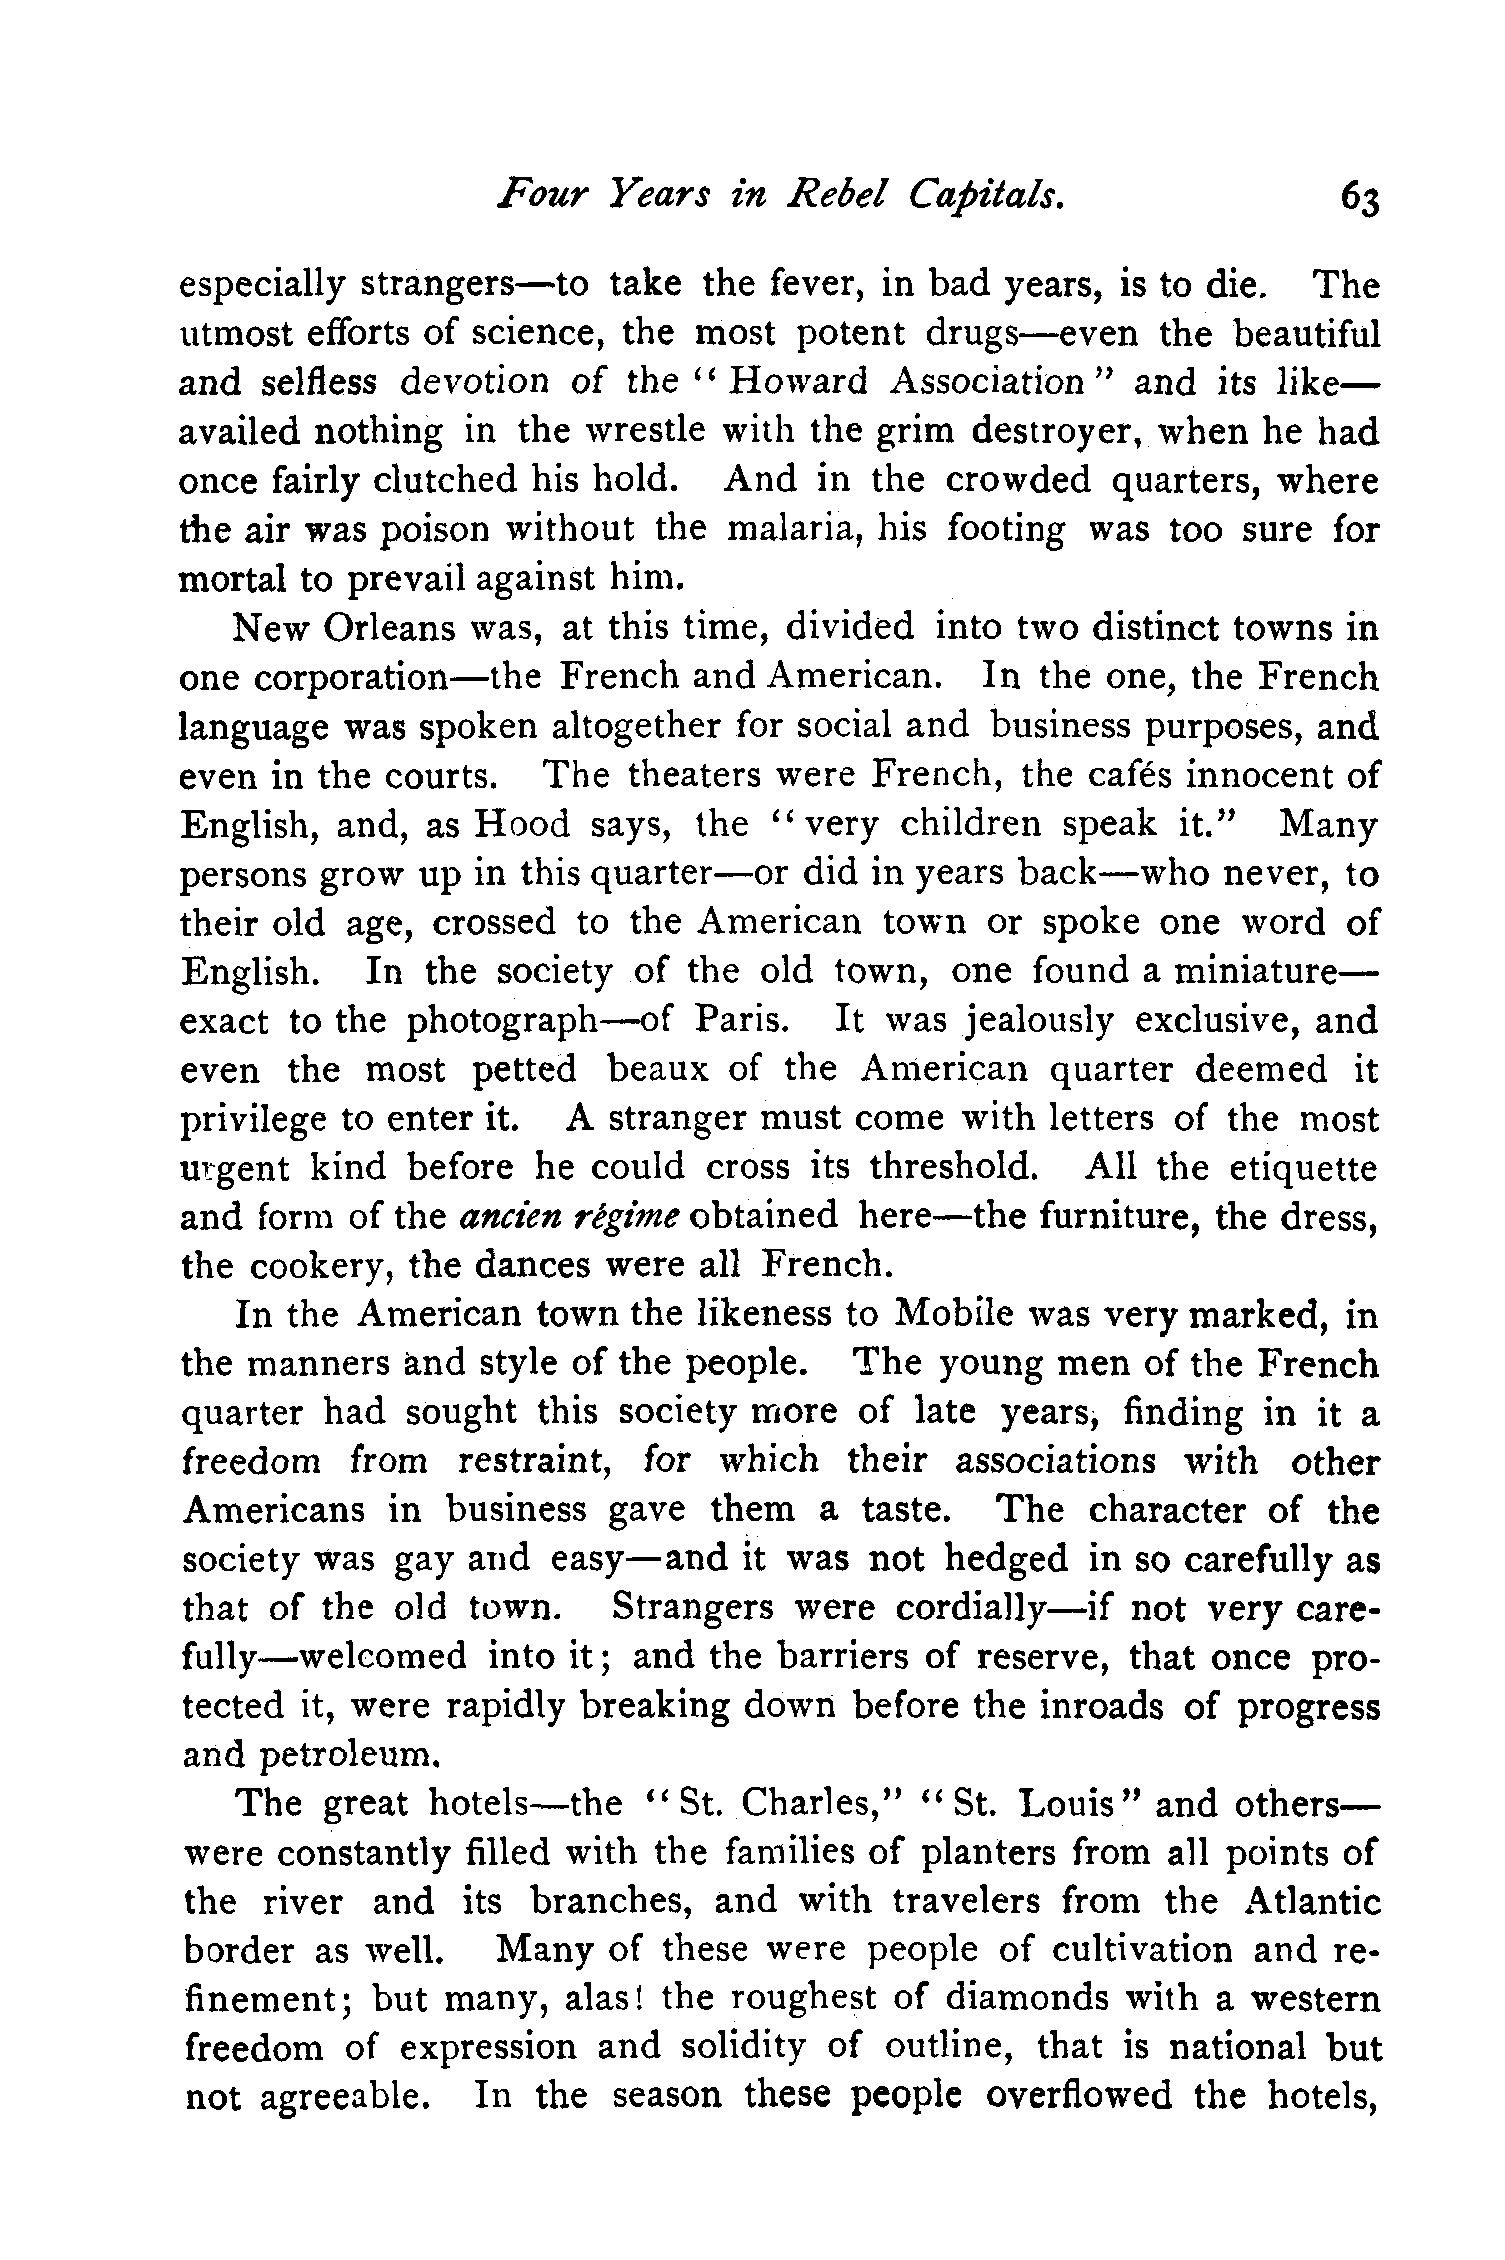 Four Years in Rebel Capitals. 63
especially strangers—to take the fever, in bad years, is to die. The
utmost efforts of science, the most potent drugs—even the beautiful
and selfless devotion of the “Howard Association” and its like—
availed nothing in the wrestle with the grim destroyer, when he had
once fairly clutched his hold. And in the crowded quarters, where
the air was poison without the malaria, his footing was too sure for
mortal to prevail against him.
New Orleans was, at this time, divided into two distinct towns in
one corporation—the French and American. In the one, the French
language was spoken altogether for social and business purposes, and
even in the courts. The theaters were French, the cafés innocent of
English, and, as Hood says, the “very children speak it.” Many
persons grow up in this quarter—or did in years back—who never, to
their old age, crossed to the American town or spoke one word of
English. In the society of the old town, one found a miniature—
exact to the photograph—of Paris. It was jealously exclusive, and
even the most petted beaux of the American quarter deemed it
privilege to enter it. A stranger must come with letters of the most
urgent kind before he could cross its threshold. All the etiquette
and form of the ancien régime obtained here—the furniture, the dress,
the cookery, the dances were all French.
In the American town the likeness to Mobile was very marked, in
the manners and style of the people. The young men of the French
quarter had sought this society more of late years, finding in it a
freedom from restraint, for which their associations with other
Americans in business gave them a taste. The character of the
society was gay and easy—and it was not hedged in so carefully as
that of the old town. Strangers were cordially—if not very care-
fully—welcomed into it; and the barriers of reserve, that once pro-
tected it, were rapidly breaking down before the inroads of progress
and petroleum.
The great hotels—the “St. Charles,” “St. Louis” and others—
were constantly filled with the families of planters from all points of
the river and its branches, and with travelers from the Atlantic
border as well. Many of these were people of cultivation and re-
finement; but many, alas! the roughest of diamonds with a western
freedom of expression and solidity of outline, that is national but
not agreeable. In the season these people overflowed the hotels,